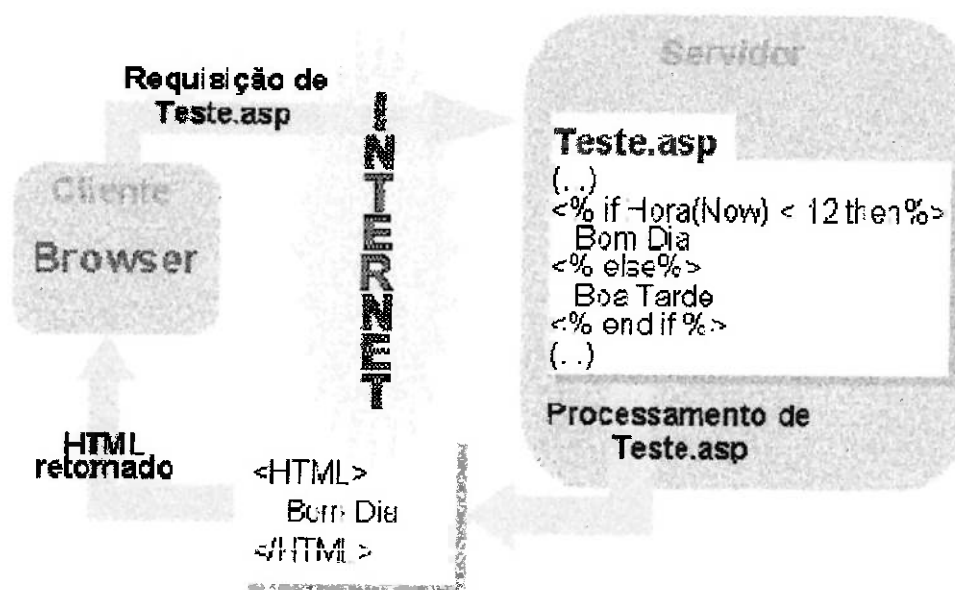 Requisição de
Teste.asp
INTERNET
Servidor
Teste.asp
(..)
<% if Hora(Now) < 12 then%>
Bom Dia
<% else%>
Boa Tarde
<% end if %>
(..)
Processamento de
Teste.asp
Cliente
Browser
HTML
retornado
<HTML>
Bom Dia
</HTML>